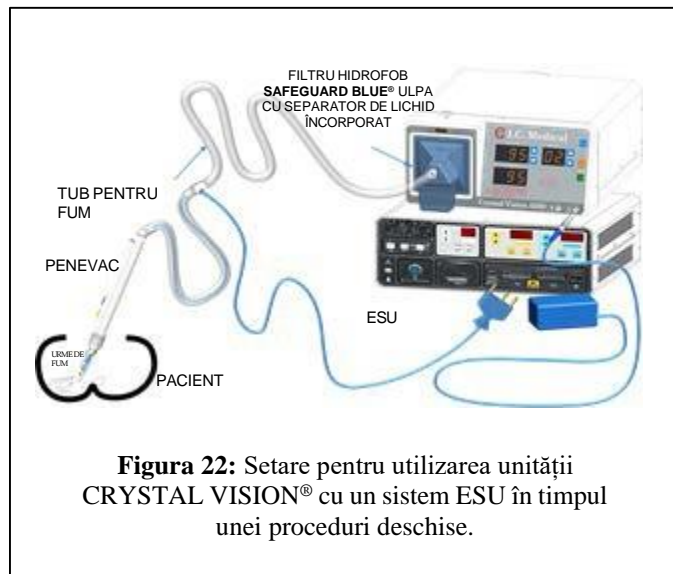 FILTRU HIDROFOB
SAFEGUARD BLUE® ULPA
CU SEPARATOR DE LICHID
ÎNCORPORAT
I.C. Medical
95 02
95
TUB PENTRU
FUM
PENEVAC
ESU
URME DE
FUM
PACIENT
Figura 22: Setare pentru utilizarea unității
CRYSTAL VISION® cu un sistem ESU în timpul
unei proceduri deschise.